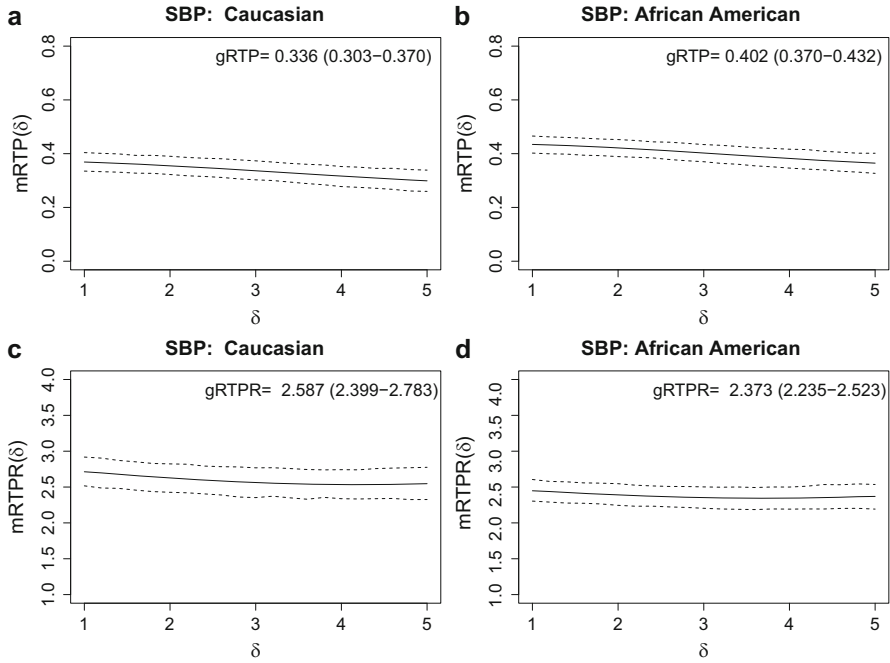 a
SBP: Caucasian
gRTP= 0.336 (0.303−0.370)
mRTP(δ)
0.8
0.6
0.4
0.2
0.0
1 2 3 4 5
δ
b
SBP: African American
gRTP= 0.402 (0.370−0.432)
mRTP(δ)
0.8
0.6
0.4
0.2
0.0
1 2 3 4 5
δ
c
SBP: Caucasian
gRTPR= 2.587 (2.399−2.783)
mRTPR(δ)
4.0
3.5
3.0
2.5
2.0
1.5
1.0
1 2 3 4 5
δ
d
SBP: African American
gRTPR= 2.373 (2.235−2.523)
mRTPR(δ)
4.0
3.5
3.0
2.5
2.0
1.5
1.0
1 2 3 4 5
δ